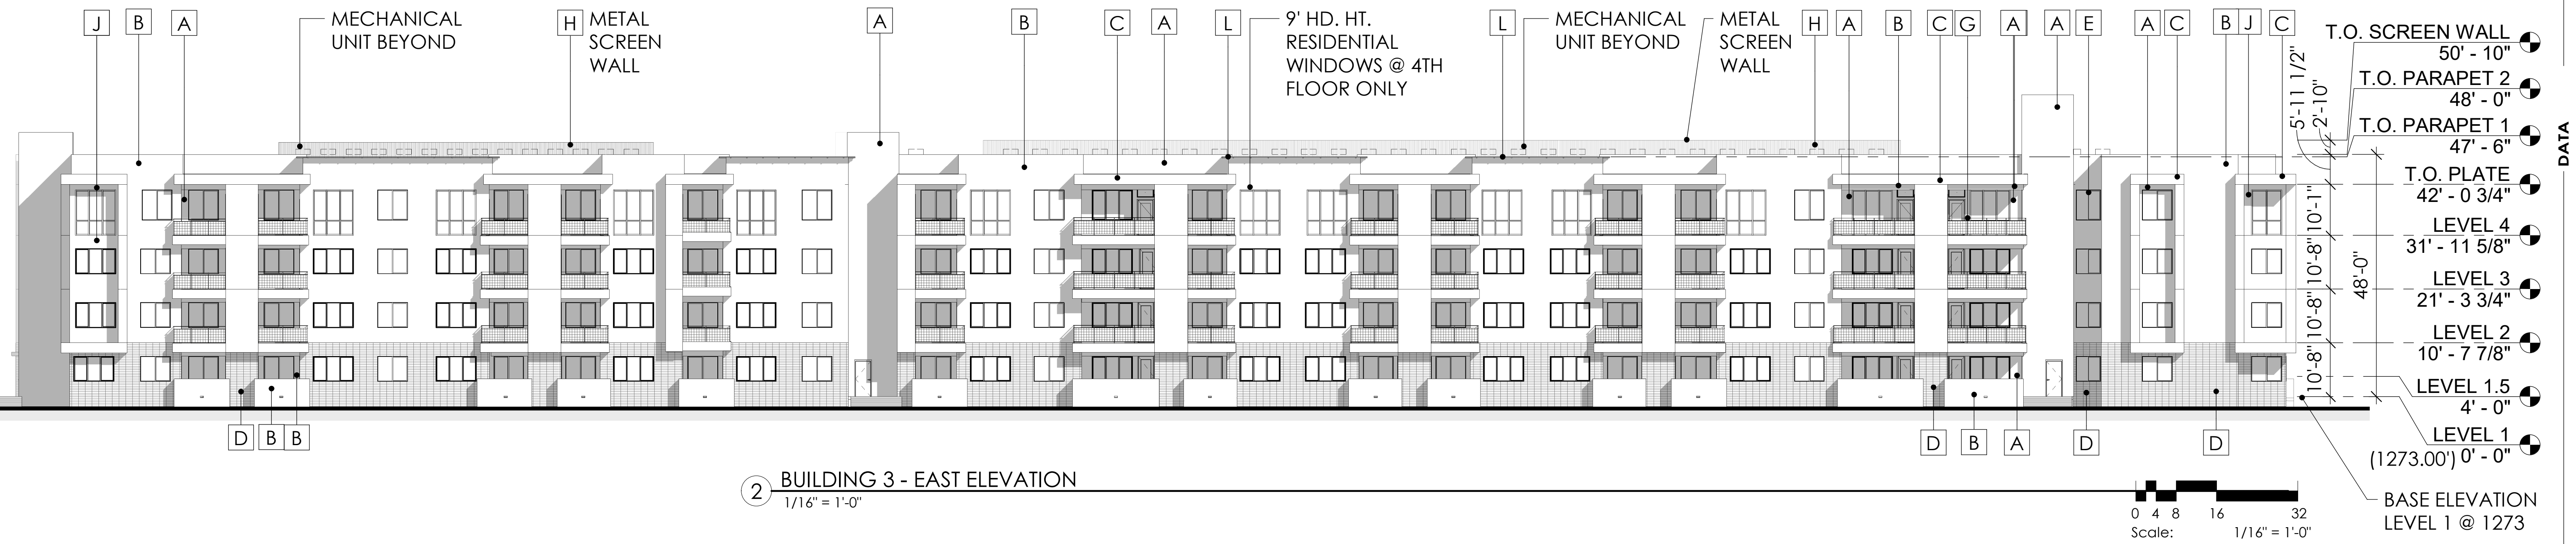 J
B
A
MECHANICAL
UNIT BEYOND
H
METAL
SCREEN
WALL
A
B
C
A
L
9' HD. HT.
RESIDENTIAL
WINDOWS @ 4TH
FLOOR ONLY
L
MECHANICAL
UNIT BEYOND
METAL
SCREEN
WALL
H
A
B
C
G
A
A
E
A
C
B
J
C
T.O. SCREEN WALL
50' - 10"
T.O. PARAPET 2
48' - 0"
T.O. PARAPET 1
47' - 6"
T.O. PLATE
42' - 0 3/4"
LEVEL 4
31' - 11 5/8"
LEVEL 3
21' - 3 3/4"
LEVEL 2
10' - 7 7/8"
LEVEL 1.5
4' - 0"
LEVEL 1
(1273.00') 0' - 0"
5'-11 1/2"
2'-10"
10'-1"
10'-8"
10'-8"
10'-8"
48'-0"
DATA
D
B
B
D
B
A
D
D
2
BUILDING 3 - EAST ELEVATION
1/16" = 1'-0"
0 4 8 16 32
Scale: 1/16" = 1'-0"
BASE ELEVATION
LEVEL 1 @ 1273